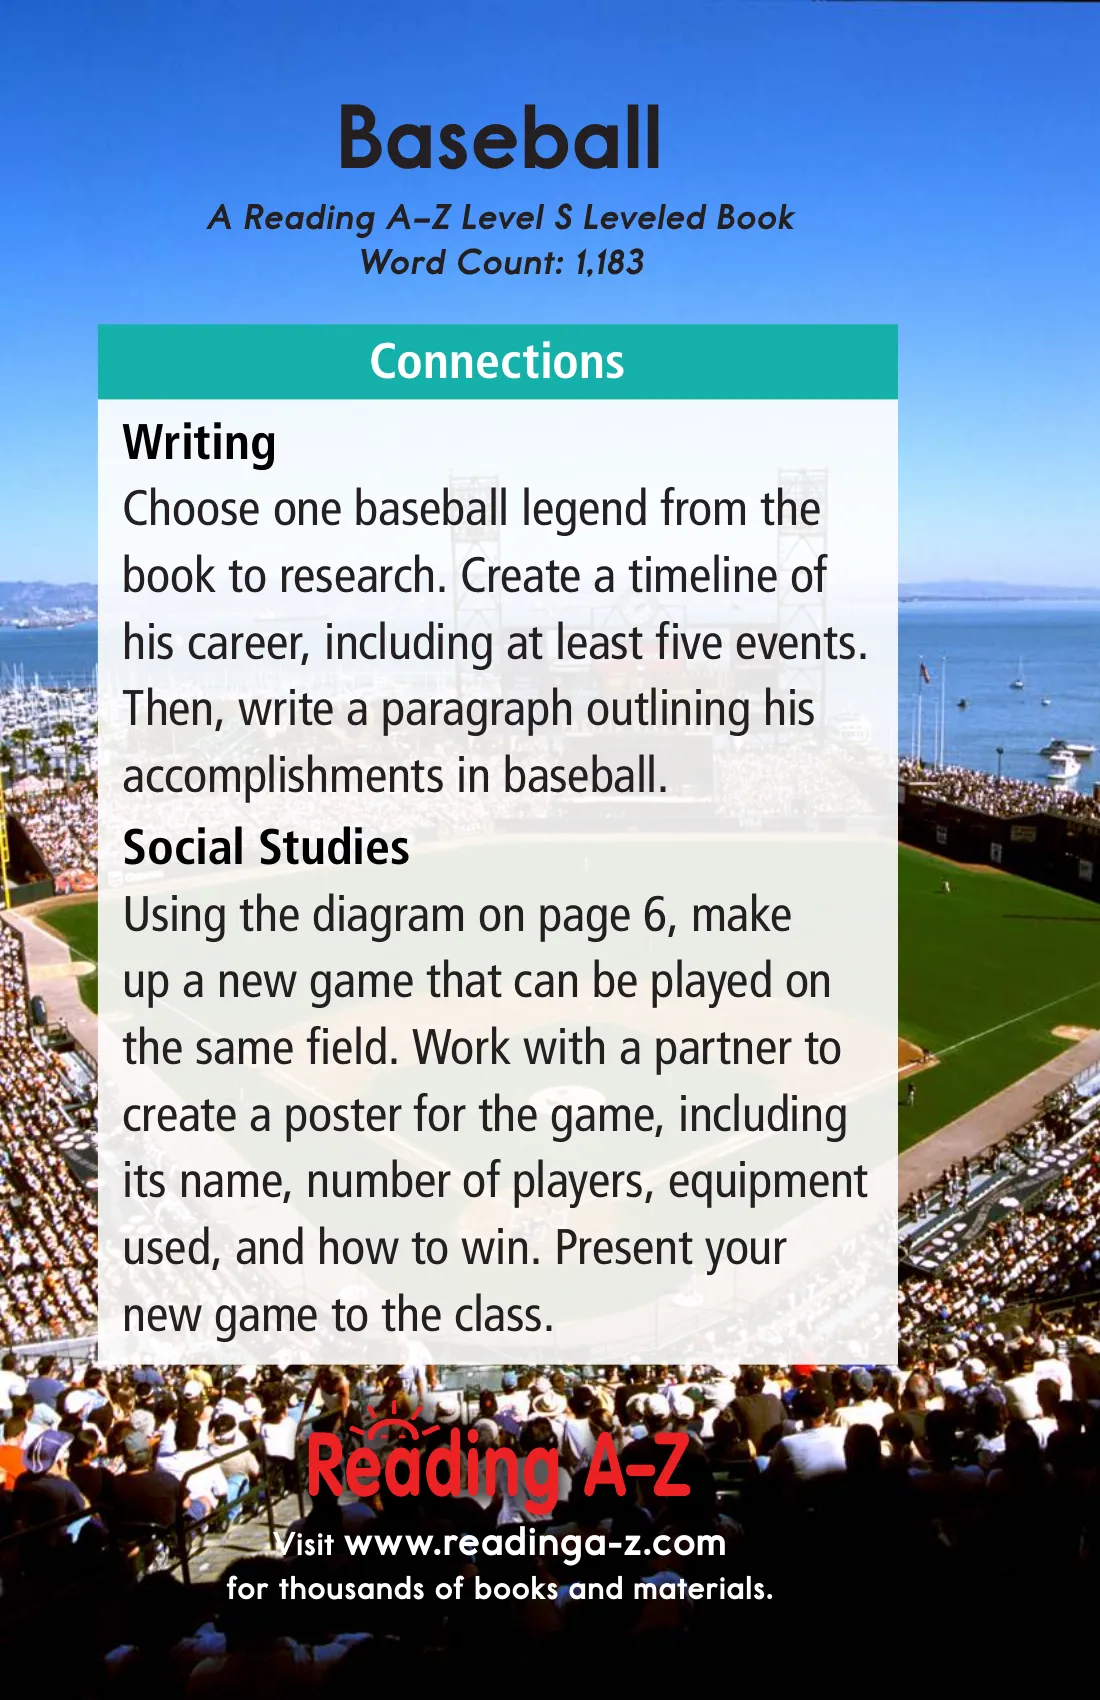 Baseball
A Reading A–Z Level S Leveled Book
Word Count: 1,183
Connections
Writing
Choose one baseball legend from the
book to research. Create a timeline of
his career, including at least five events.
Then, write a paragraph outlining his
accomplishments in baseball.
Social Studies
Using the diagram on page 6, make
up a new game that can be played on
the same field. Work with a partner to
create a poster for the game, including
its name, number of players, equipment
used, and how to win. Present your
new game to the class.
Reading A–Z
Visit www.readinga-z.com
for thousands of books and materials.